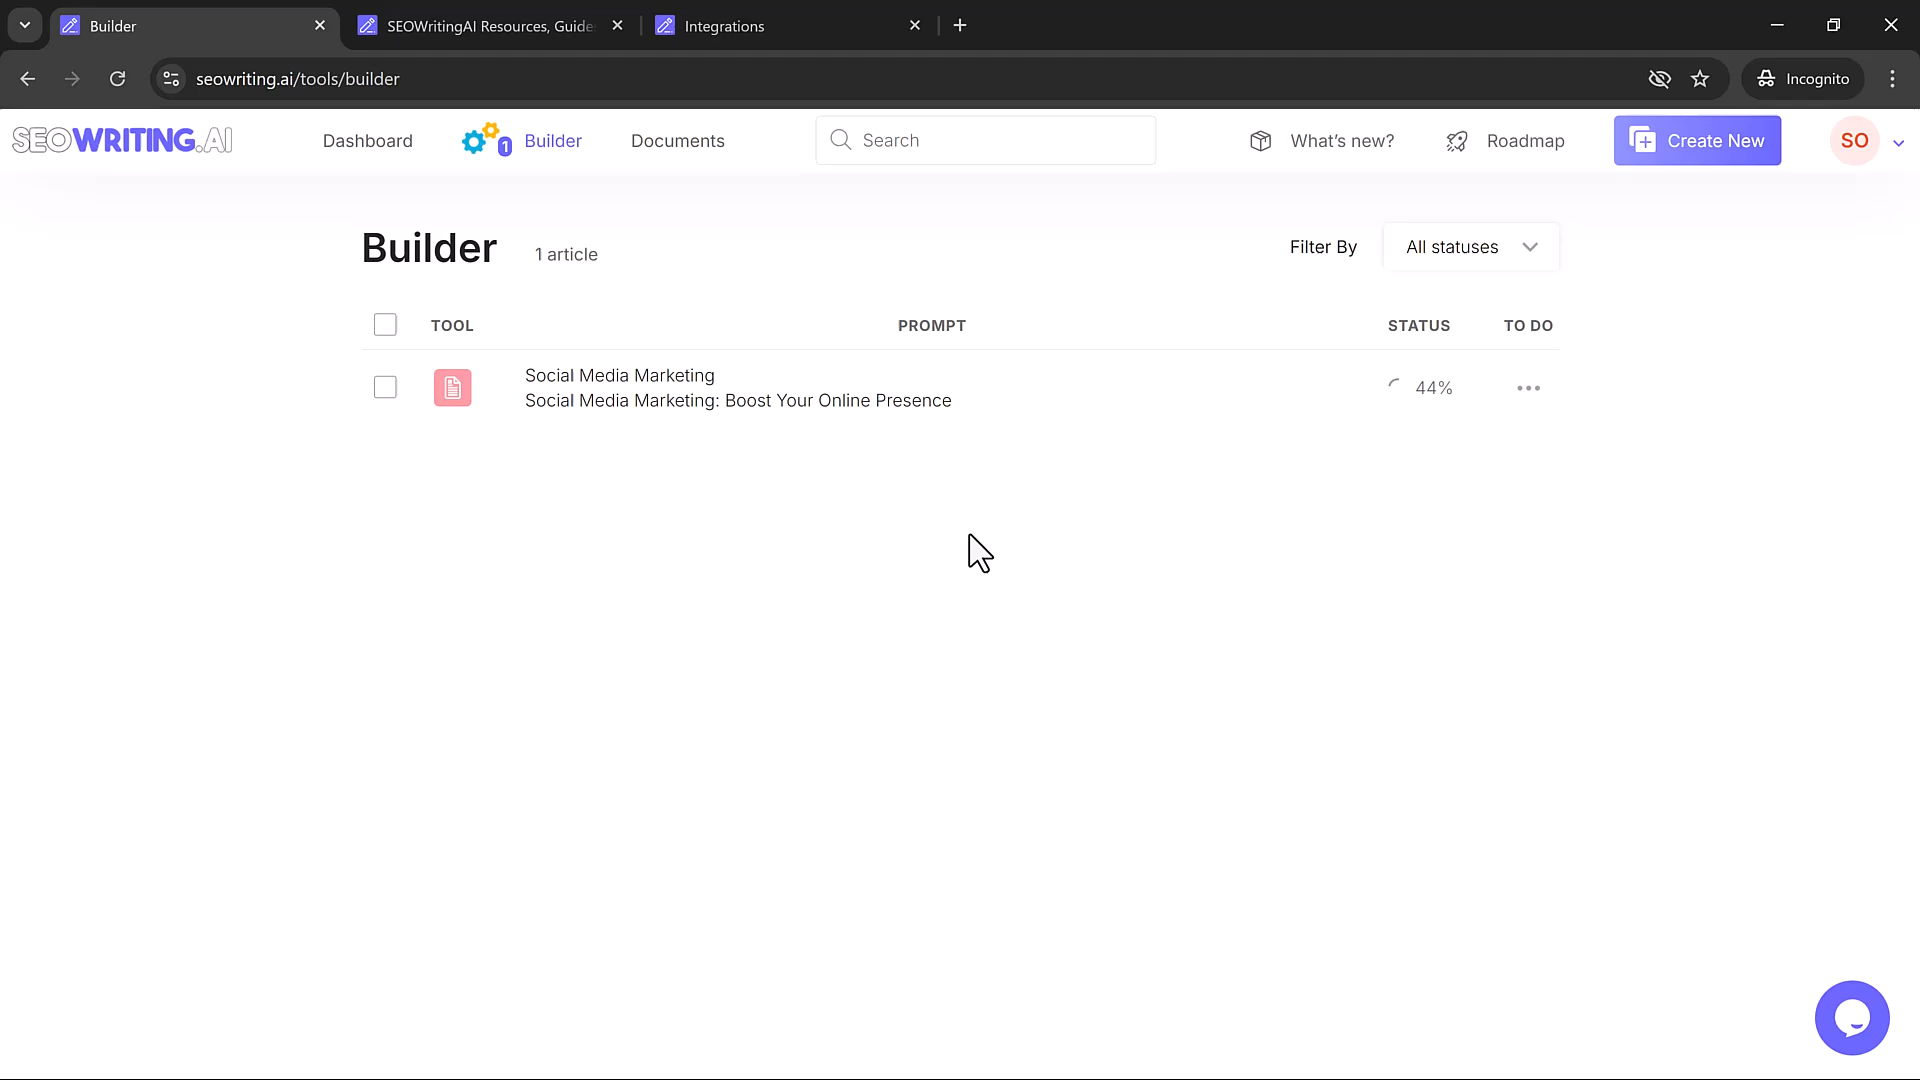 Builder
SEOWritingAI Resources, Guide
Integrations
seowriting.ai/tools/builder
Incognito
SEOWRITING.AI
Dashboard
1
Builder
Documents
Search
What's new?
Roadmap
Create New
SO
Builder
1 article
Filter By
All statuses
TOOL
PROMPT
STATUS
TO DO
Social Media Marketing
Social Media Marketing: Boost Your Online Presence
44%